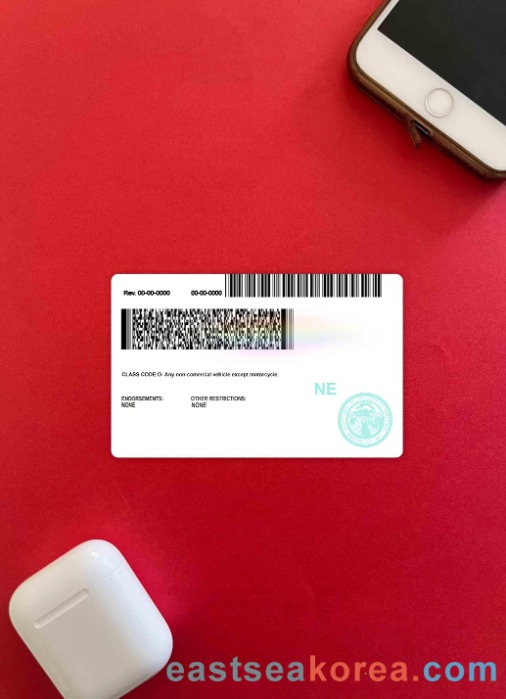 Rev. 00-00-0000 00-00-0000
CLASS CODE:O- Any non-comercial vehicle except motorcycle.
ENDORSEMENTS: OTHER RESTRICTIONS:
NONE NONE
NE
eastseakorea.com